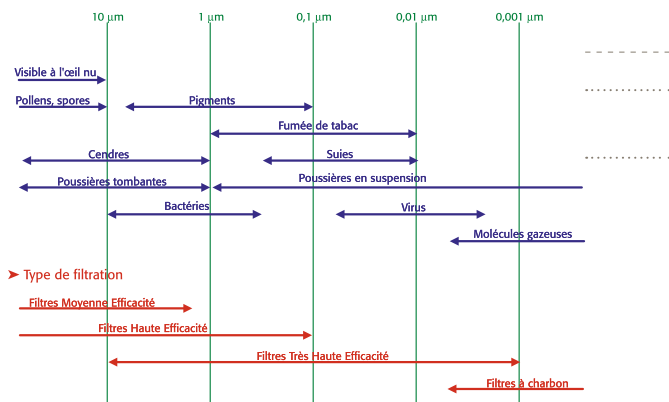 10 µm 1 µm 0,1 µm 0,01 µm 0,001 µm
Visible à l'œil nu
Pollens, spores Pigments
Fumée de tabac
Cendres Suies
Poussières tombantes Poussières en suspension
Bactéries Virus
Molécules gazeuses
➤ Type de filtration
Filtres Moyenne Efficacité
Filtres Haute Efficacité
Filtres Très Haute Efficacité
Filtres à charbon